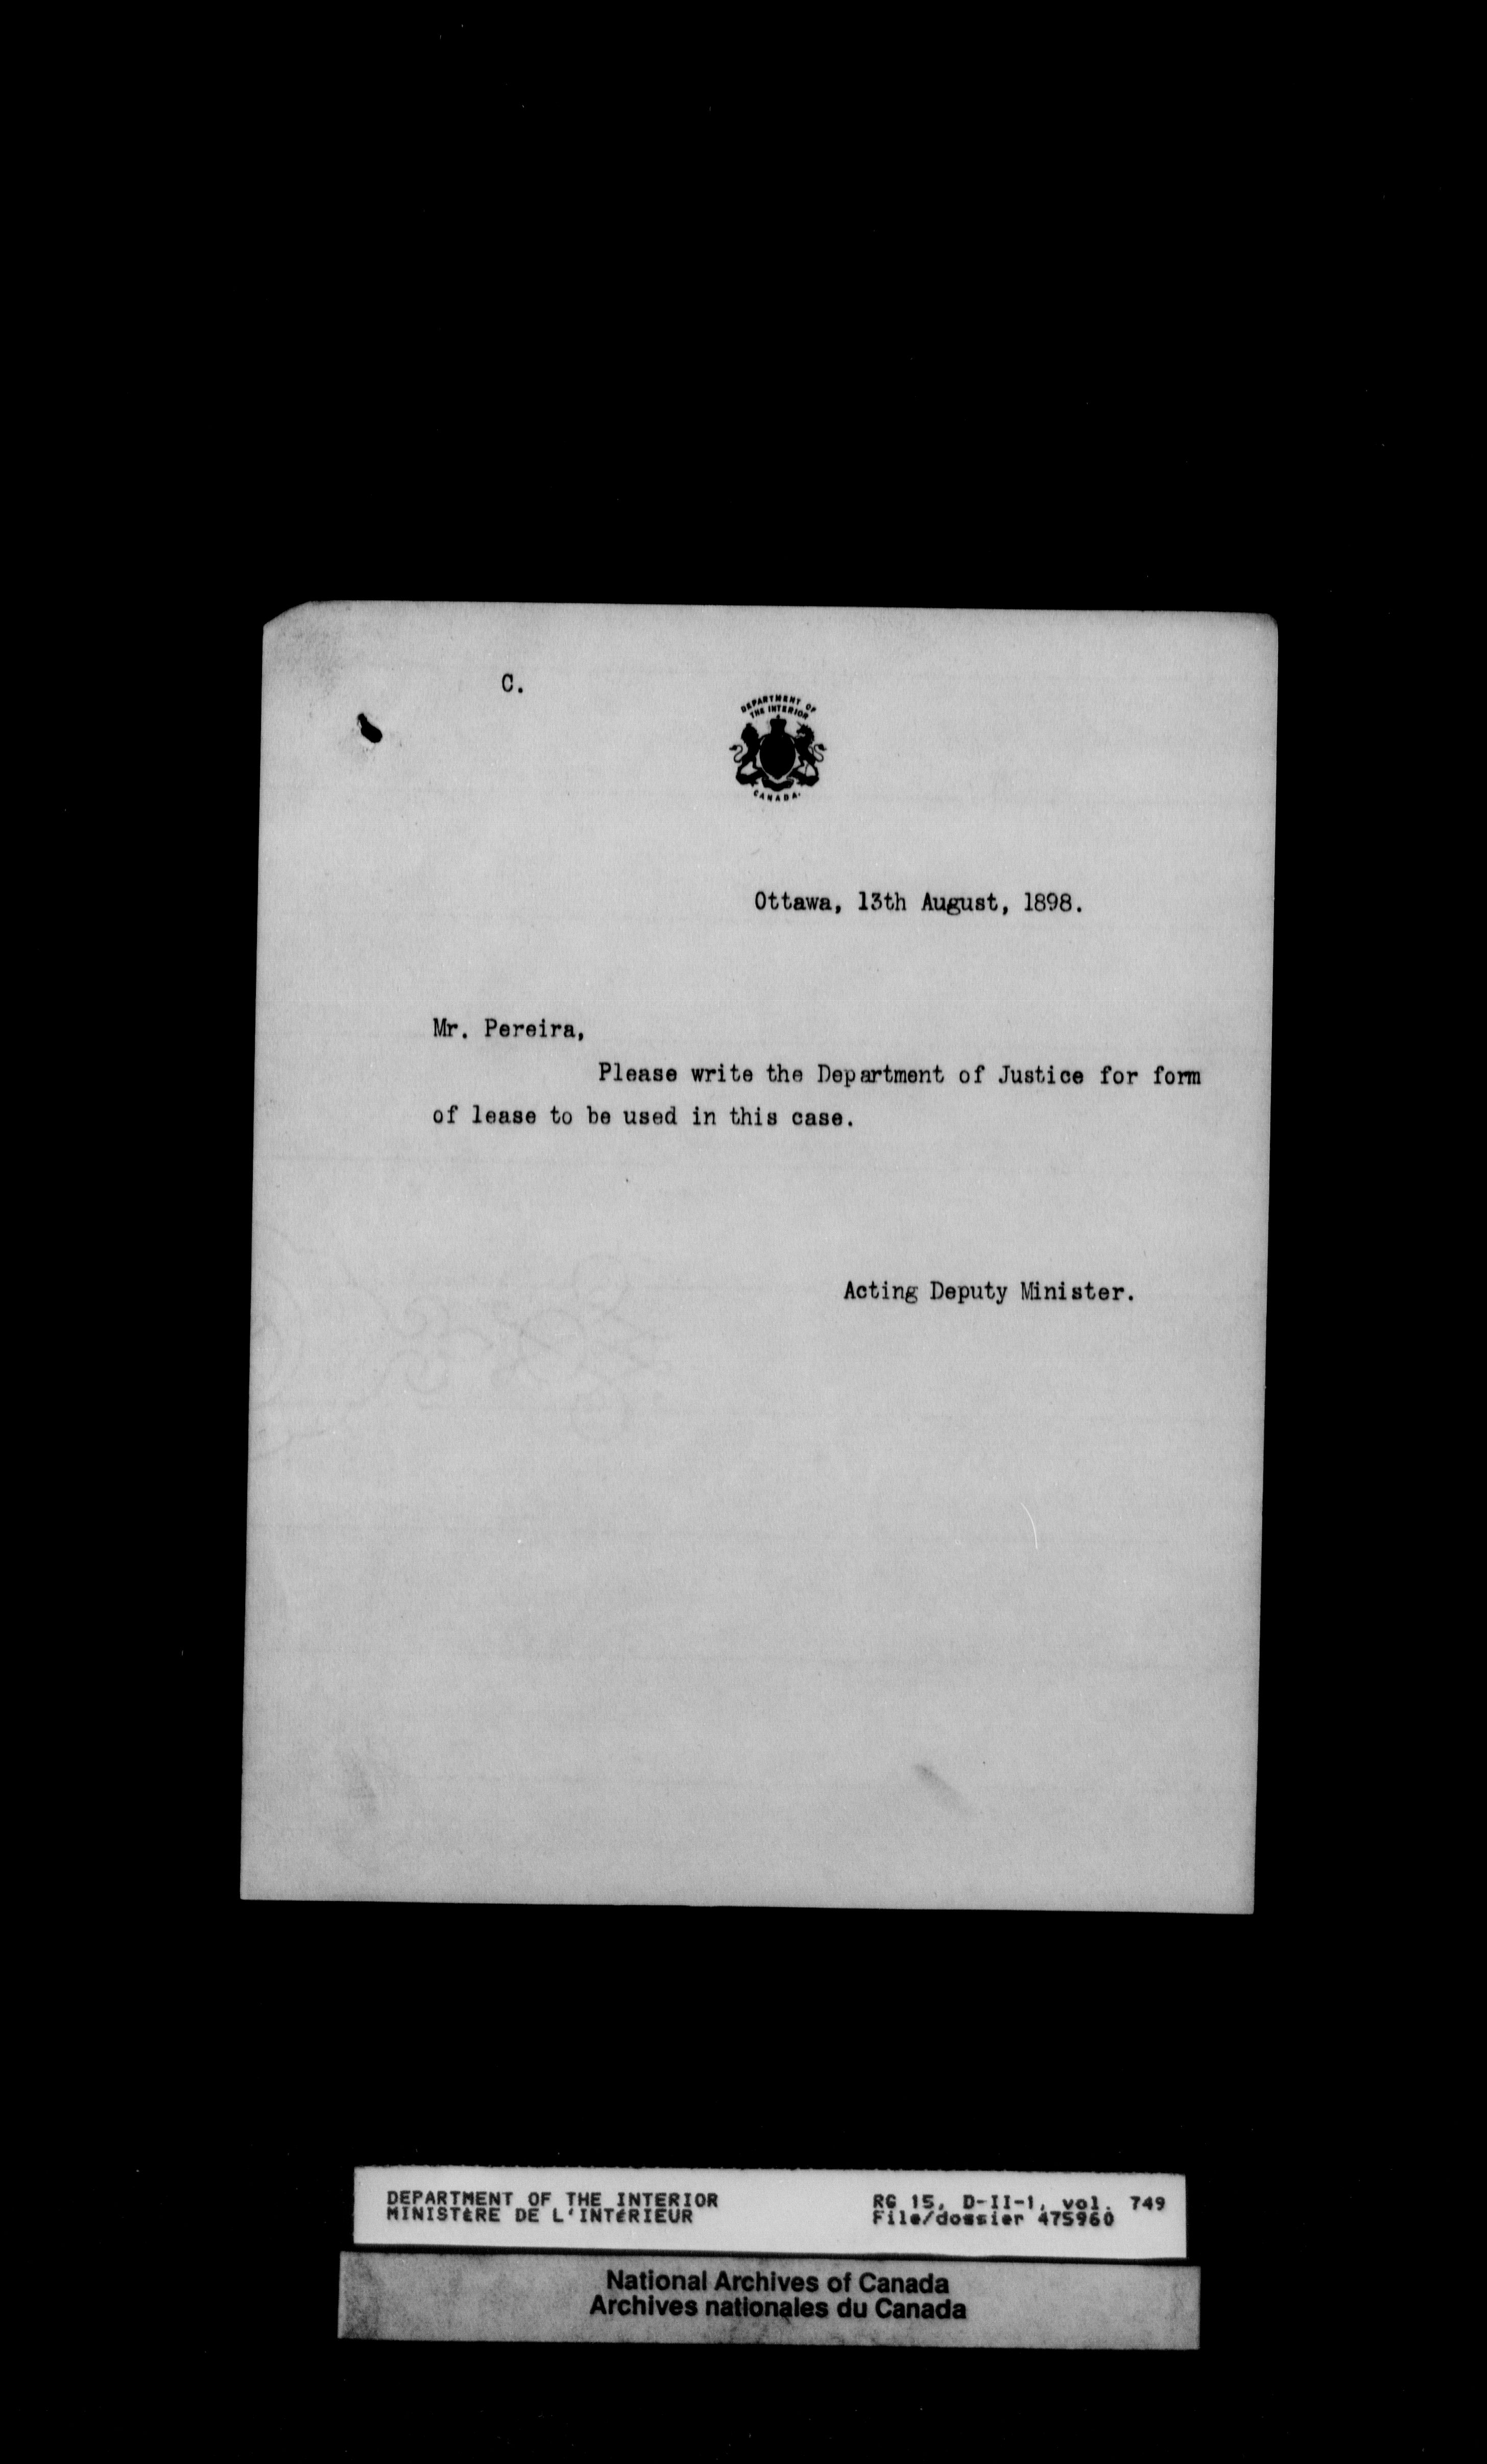 C.
DEPARTMENT OF
THE INTERIOR
CANADA.
Ottawa, 13th August, 1898.
Mr. Pereira,
Please write the Department of Justice for form
of lease to be used in this case.
Acting Deputy Minister.
DEPARTMENT OF THE INTERIOR
MINISTÈRE DE L'INTÉRIEUR
RG 15, D-II-1, vol. 749
File/dossier 475960
National Archives of Canada
Archives nationales du Canada